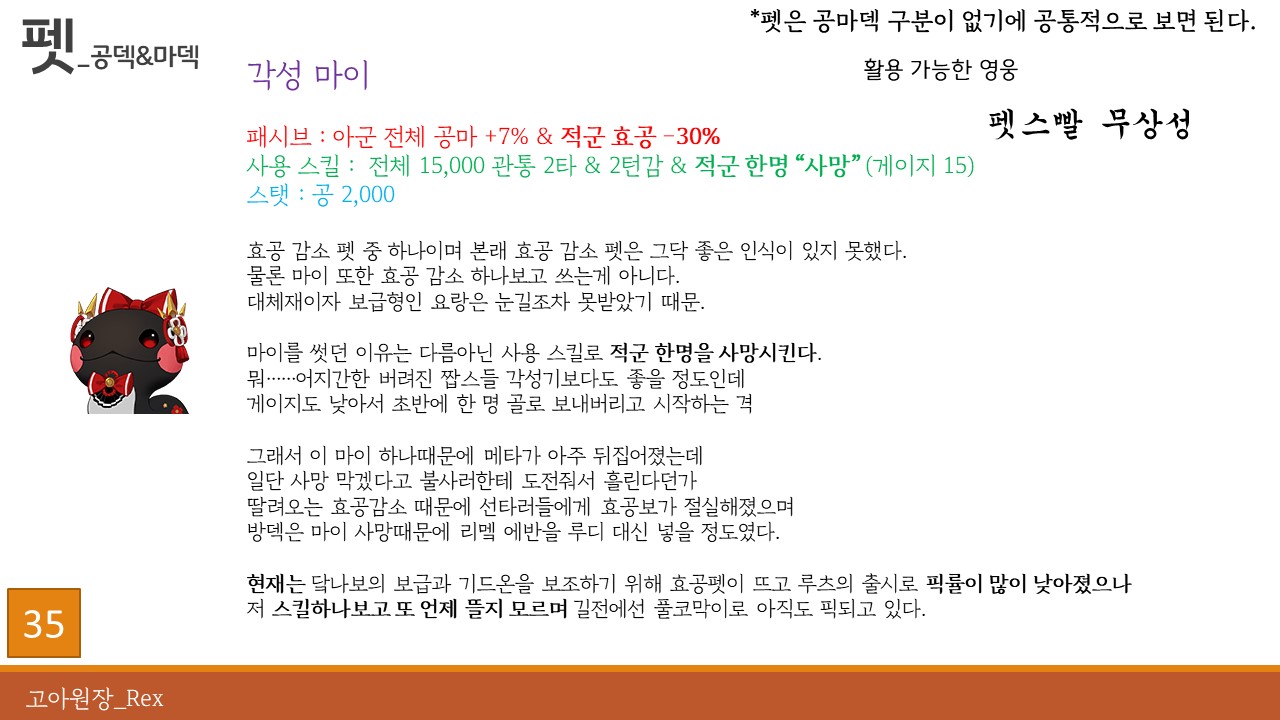 펫_공덱&마덱
*펫은 공마덱 구분이 없기에 공통적으로 보면 된다.
각성 마이
활용 가능한 영웅
펫스빨 무상성
패시브 : 아군 전체 공마 +7% & 적군 효공 -30%
사용 스킬 : 전체 15,000 관통 2타 & 2턴감 & 적군 한명 “사망” (게이지 15)
스탯 : 공 2,000
효공 감소 펫 중 하나이며 본래 효공 감소 펫은 그닥 좋은 인식이 있지 못했다.
물론 마이 또한 효공 감소 하나보고 쓰는게 아니다.
대체재이자 보급형인 요랑은 눈길조차 못받았기 때문.
마이를 썻던 이유는 다름아닌 사용 스킬로 적군 한명을 사망시킨다.
뭐……어지간한 버려진 짭스들 각성기보다도 좋을 정도인데
게이지도 낮아서 초반에 한 명 골로 보내버리고 시작하는 격
그래서 이 마이 하나때문에 메타가 아주 뒤집어졌는데
일단 사망 막겠다고 불사러한테 도전줘서 흘린다던가
딸려오는 효공감소 때문에 선타러들에게 효공보가 절실해졌으며
방덱은 마이 사망때문에 리멬 에반을 루디 대신 넣을 정도였다.
현재는 닼나보의 보급과 기드온을 보조하기 위해 효공펫이 뜨고 루츠의 출시로 픽률이 많이 낮아졌으나
저 스킬하나보고 또 언제 뜰지 모르며 길전에선 풀코막이로 아직도 픽되고 있다.
35
고아원장_Rex